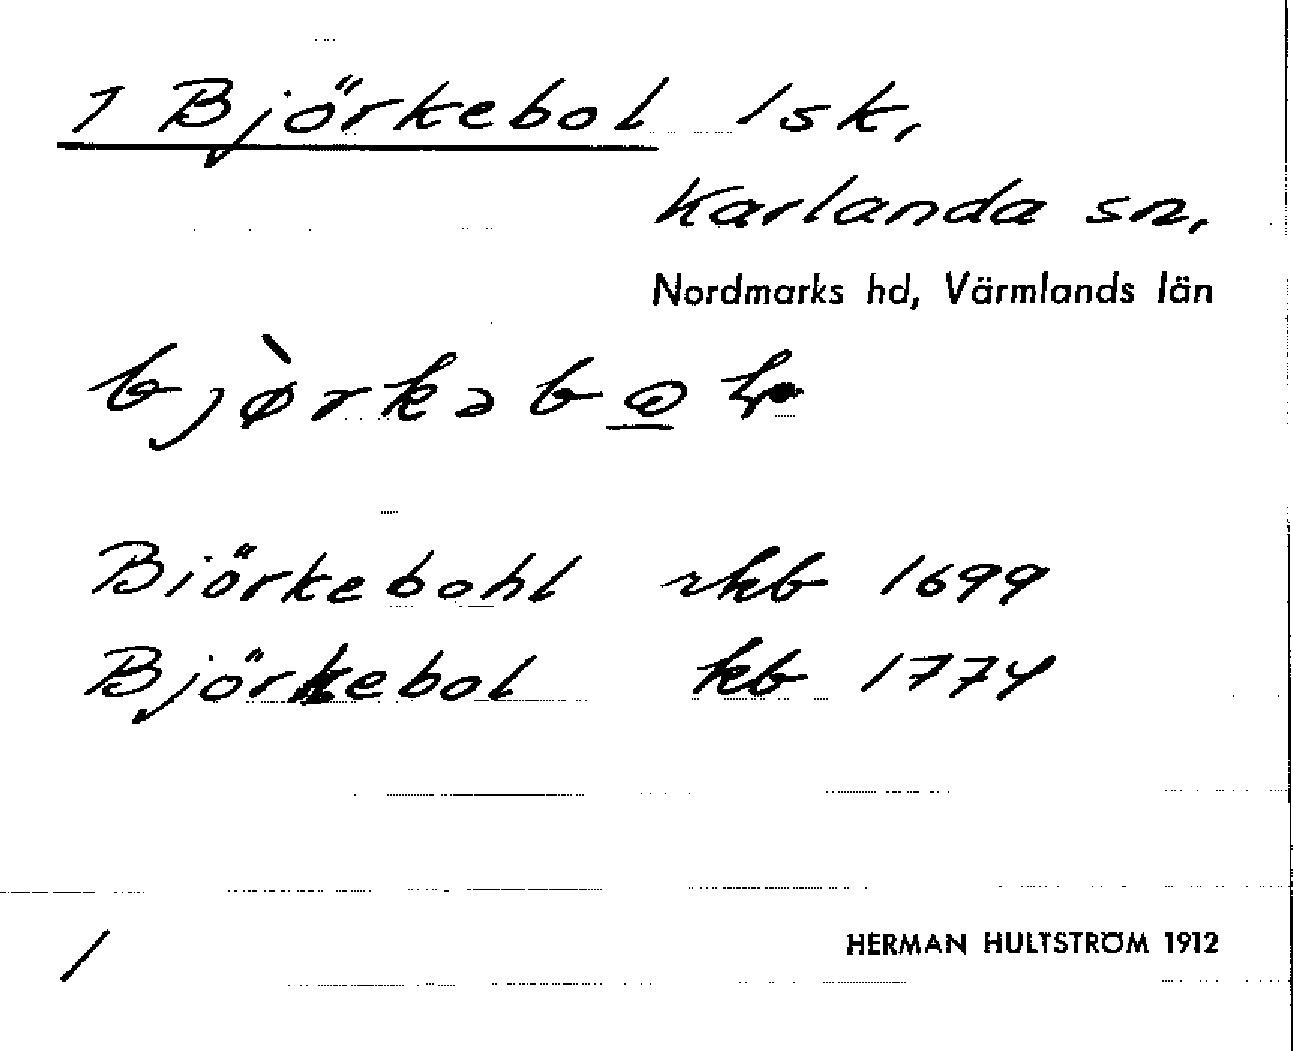 1 Björkebol 1 sk,
Karlanda sn,
Nordmarks hd, Värmlands län
Biörkebohl rkb 1699
Björkebol kb 1774
HERMAN HULTSTRÖM 1912
1